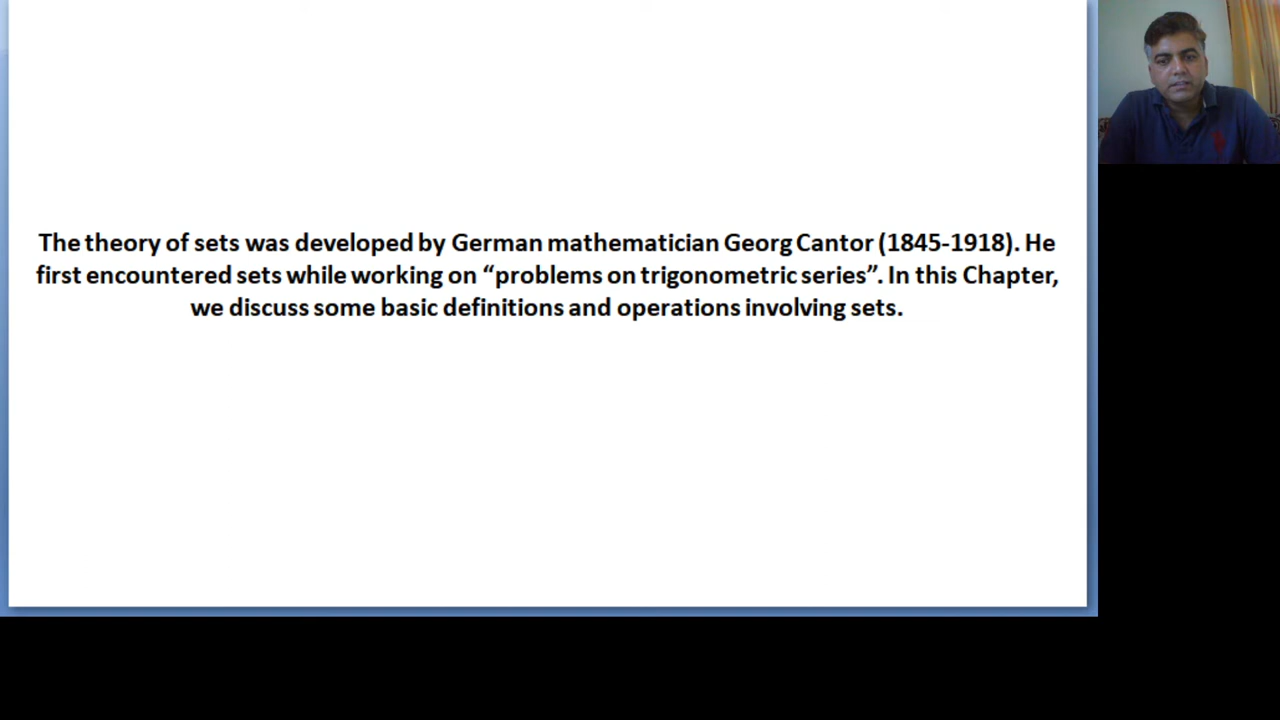 The theory of sets was developed by German mathematician Georg Cantor (1845-1918). He
first encountered sets while working on “problems on trigonometric series”. In this Chapter,
we discuss some basic definitions and operations involving sets.